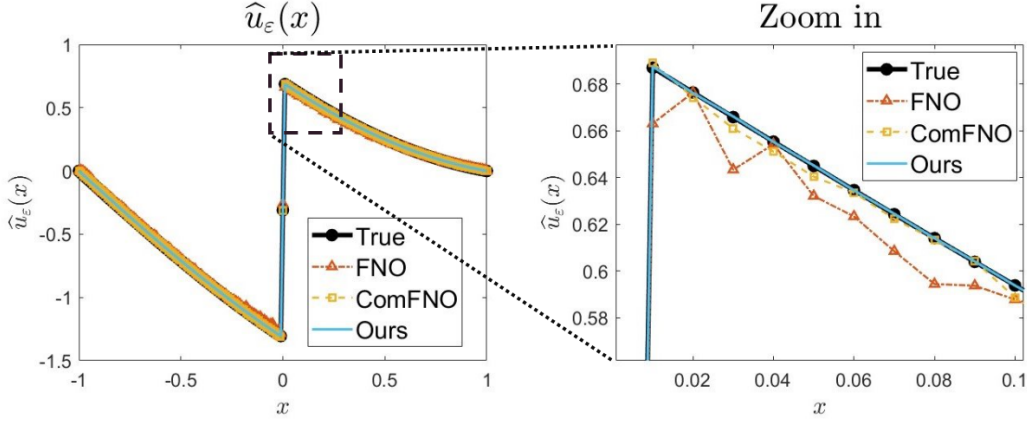 û_ε(x)
Zoom in
û_ε(x)
1
0.5
0
-0.5
-1
-1.5
-1
-0.5
0
0.5
1
x
True
FNO
ComFNO
Ours
û_ε(x)
0.68
0.66
0.64
0.62
0.6
0.58
0.02
0.04
0.06
0.08
0.1
x
True
FNO
ComFNO
Ours